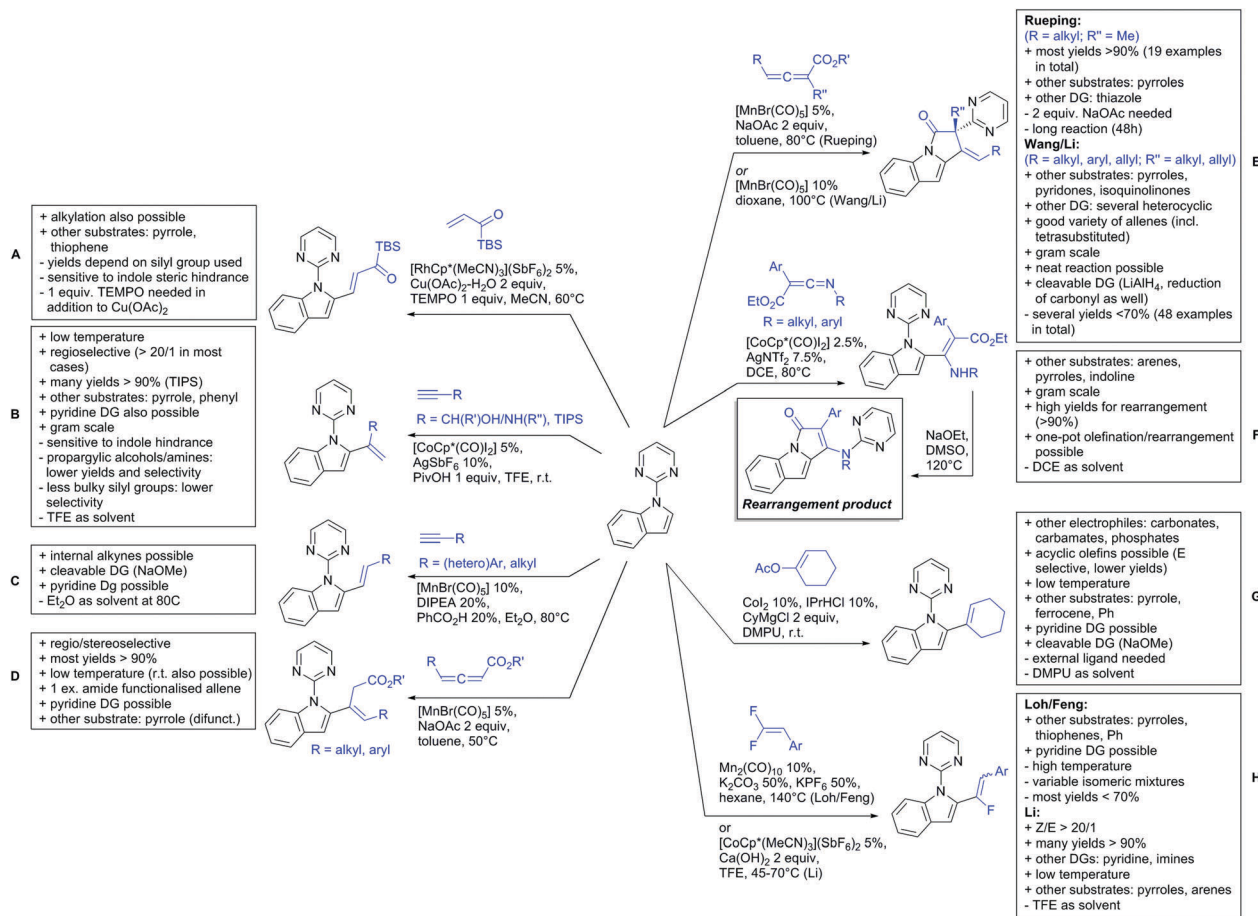 A
+ alkylation also possible
+ other substrates: pyrrole,
thiophene
- yields depend on silyl group used
- sensitive to indole steric hindrance
- 1 equiv. TEMPO needed in
addition to Cu(OAc)2
B
+ low temperature
+ regioselective (> 20/1 in most
cases)
+ many yields > 90% (TIPS)
+ other substrates: pyrrole, phenyl
+ pyridine DG also possible
+ gram scale
- sensitive to indole hindrance
- propargylic alcohols/amines:
lower yields and selectivity
- less bulky silyl groups: lower
selectivity
- TFE as solvent
C
+ internal alkynes possible
+ cleavable DG (NaOMe)
+ pyridine Dg possible
- Et2O as solvent at 80C
D
+ regio/stereoselective
+ most yields > 90%
+ low temperature (r.t. also possible)
+ 1 ex. amide functionalised allene
+ pyridine DG possible
+ other substrate: pyrrole (difunct.)
N
N
N
TBS
O
O
TBS
[RhCp*(MeCN)3](SbF6)2 5%,
Cu(OAc)2-H2O 2 equiv,
TEMPO 1 equiv, MeCN, 60°C
N
N
N
R
R
R = CH(R')OH/NH(R''), TIPS
[CoCp*(CO)I2] 5%,
AgSbF6 10%,
PivOH 1 equiv, TFE, r.t.
N
N
N
R
R
R = (hetero)Ar, alkyl
[MnBr(CO)5] 10%,
DIPEA 20%,
PhCO2H 20%, Et2O, 80°C
N
N
N
CO2R'
R
R = alkyl, aryl
R
CO2R'
[MnBr(CO)5] 5%,
NaOAc 2 equiv,
toluene, 50°C
N
N
N
R
CO2R'
R''
[MnBr(CO)5] 5%,
NaOAc 2 equiv,
toluene, 80°C (Rueping)
or
[MnBr(CO)5] 10%
dioxane, 100°C (Wang/Li)
O
R''
N
N
N
R
Ar
EtO2C
N
R
R = alkyl, aryl
[CoCp*(CO)I2] 2.5%,
AgNTf2 7.5%,
DCE, 80°C
N
N
N
Ar
CO2Et
NHR
NaOEt,
DMSO,
120°C
O
Ar
N
N
N
N
R
Rearrangement product
AcO
CoI2 10%, IPrHCl 10%,
CyMgCl 2 equiv,
DMPU, r.t.
N
N
N
F
F
Ar
Mn2(CO)10 10%,
K2CO3 50%, KPF6 50%,
hexane, 140°C (Loh/Feng)
or
[CoCp*(MeCN)3](SbF6)2 5%,
Ca(OH)2 2 equiv,
TFE, 45-70°C (Li)
N
N
N
Ar
F
Rueping:
(R = alkyl; R'' = Me)
+ most yields >90% (19 examples
in total)
+ other substrates: pyrroles
+ other DG: thiazole
- 2 equiv. NaOAc needed
- long reaction (48h)
Wang/Li:
(R = alkyl, aryl, allyl; R'' = alkyl, allyl)
+ other substrates: pyrroles,
pyridones, isoquinolinones
+ other DG: several heterocyclic
+ good variety of allenes (incl.
tetrasubstituted)
+ gram scale
+ neat reaction possible
+ cleavable DG (LiAlH4, reduction
of carbonyl as well)
- several yields <70% (48 examples
in total)
+ other substrates: arenes,
pyrroles, indoline
+ gram scale
+ high yields for rearrangement
(>90%)
+ one-pot olefination/rearrangement
possible
- DCE as solvent
+ other electrophiles: carbonates,
carbamates, phosphates
+ acyclic olefins possible (E
selective, lower yields)
+ low temperature
+ other substrates: pyrrole,
ferrocene, Ph
+ pyridine DG possible
+ cleavable DG (NaOMe)
- external ligand needed
- DMPU as solvent
G
Loh/Feng:
+ other substrates: pyrroles,
thiophenes, Ph
+ pyridine DG possible
- high temperature
- variable isomeric mixtures
- most yields < 70%
Li:
+ Z/E > 20/1
+ many yields > 90%
+ other DGs: pyridine, imines
+ low temperature
+ other substrates: pyrroles, arenes
- TFE as solvent